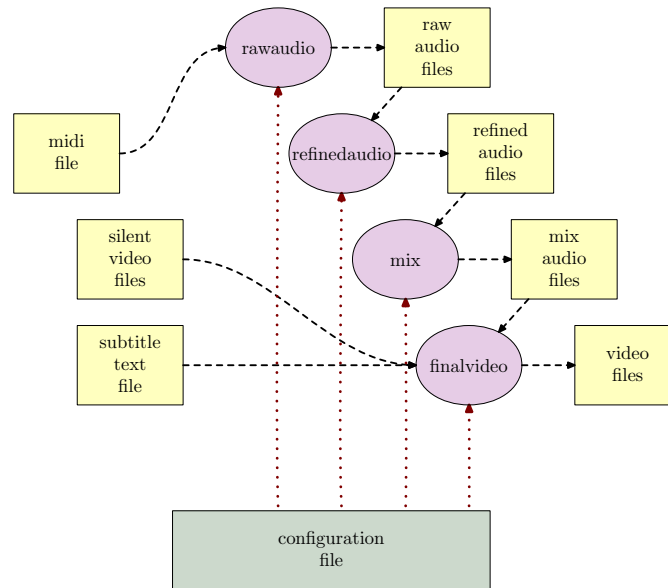 rawaudio
raw
audio
files
midi
file
refinedaudio
refined
audio
files
silent
video
files
mix
mix
audio
files
subtitle
text
file
finalvideo
video
files
configuration
file